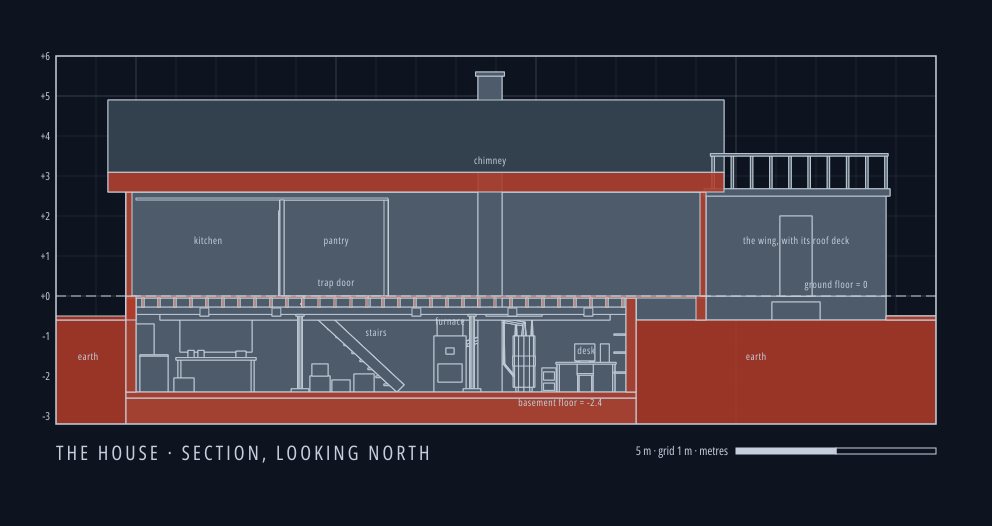 +6
+5
+4
chimney
+3
+2
kitchen
pantry
the wing, with its roof deck
+1
trap door
ground floor = 0
+0
furnace
-1
stairs
earth
desk
earth
-2
basement floor = -2.4
-3
THE HOUSE · SECTION, LOOKING NORTH
5 m · grid 1 m · metres